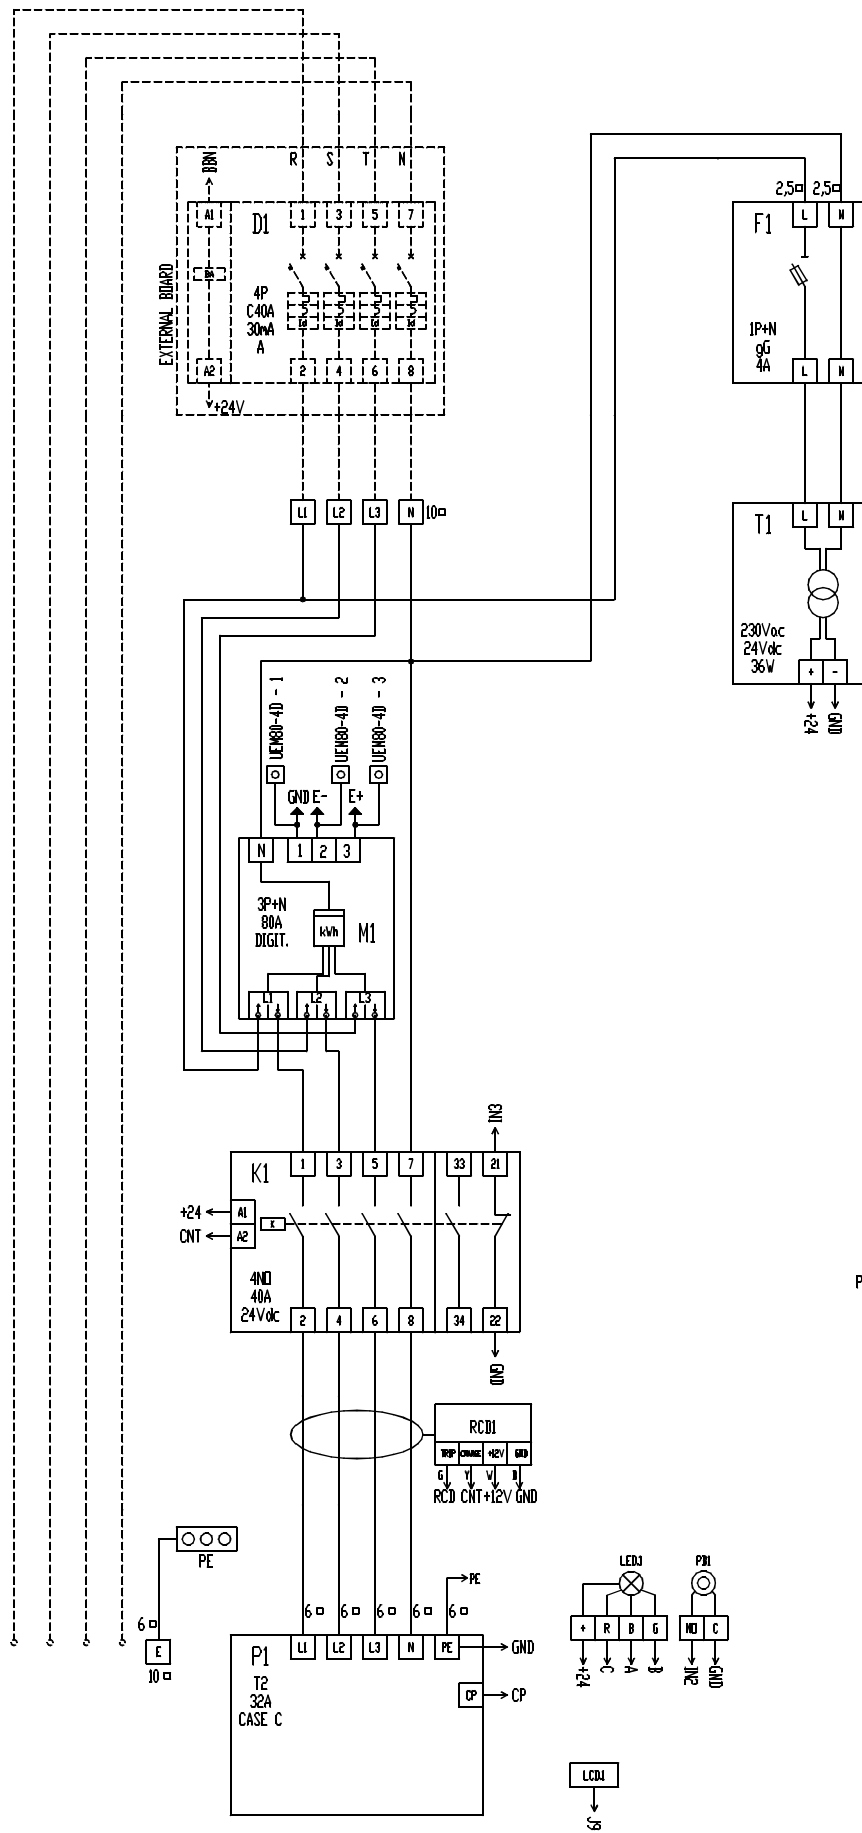 R S T N
BBN
2,5 2,5
A1 D1 1 3 5 7
F1 L N
BA
EXTERNAL BOARD
4P
C40A
30mA
A
Id Id Id Id
1P+N
gG
4A
A2 2 4 6 8
L N
+24V
L1 L2 L3 N 10
T1 L N
230Vac
24Vdc
36W
+ -
+24 GND
UEM80-4D - 1
UEM80-4D - 2
UEM80-4D - 3
GND E- E+
N 1 2 3
3P+N
80A
DIGIT.
kWh
M1
L1 L2 L3
IN3
K1 1 3 5 7 33 21
+24 A1
K
CNT A2
4NO
40A
24Vdc
2 4 6 8 34 22
P
GND
RCD1
TRIP +12V GND
G Y W B
RCD CNT +12V GND
PE
LED1 PB1
PE
6 6 6 6 6 6
+ R B G NO C
E
P1 L1 L2 L3 N PE GND
10
T2
32A
CASE C
CP CP
+24 C A B IN2 GND
LCD1
J9